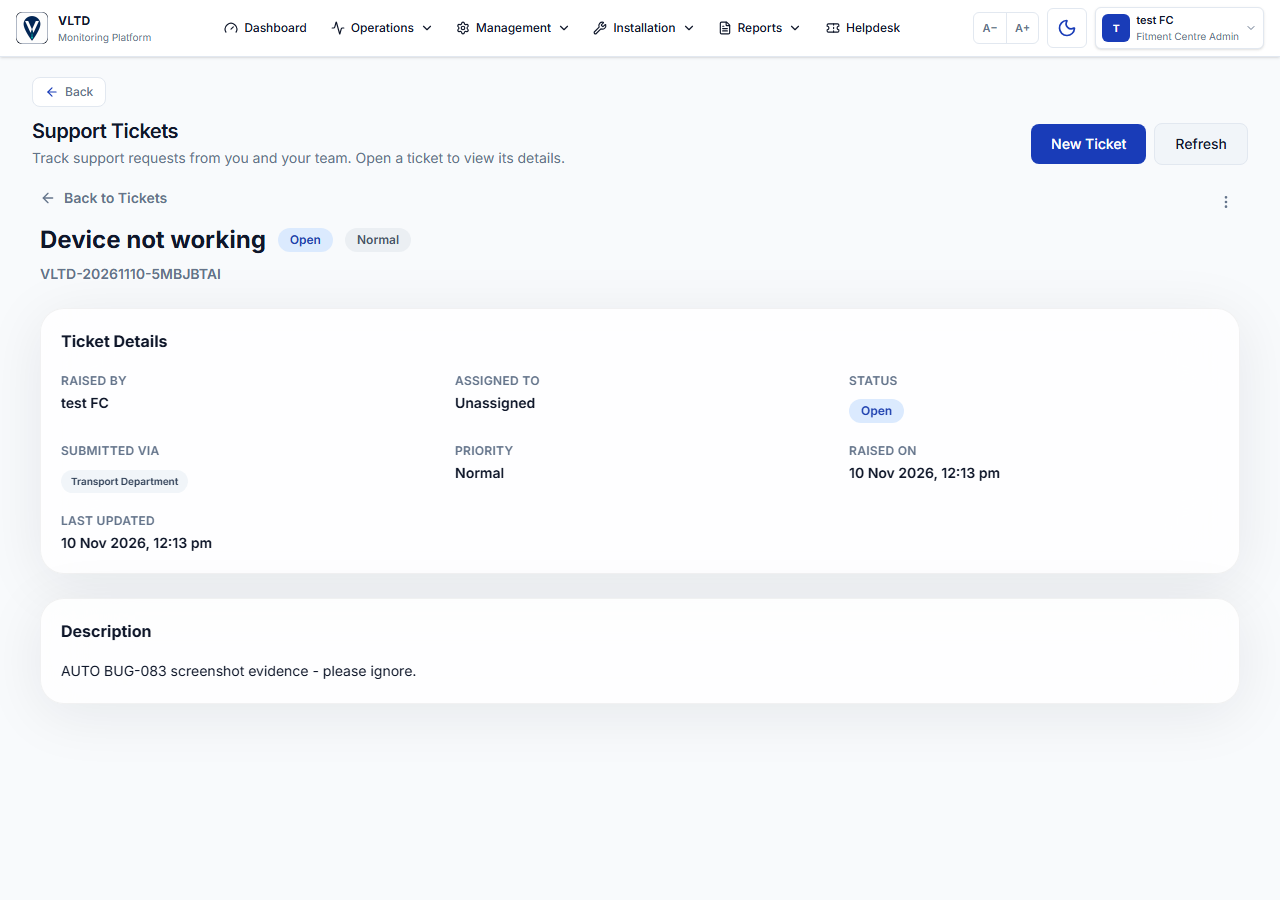 VLTD
Monitoring Platform
Dashboard
Operations
Management
Installation
Reports
Helpdesk
A−
A+
T
test FC
Fitment Centre Admin
Back
Support Tickets
Track support requests from you and your team. Open a ticket to view its details.
New Ticket
Refresh
Back to Tickets
Device not working
Open
Normal
VLTD-20261110-5MBJBTAI
Ticket Details
RAISED BY
test FC
ASSIGNED TO
Unassigned
STATUS
Open
SUBMITTED VIA
Transport Department
PRIORITY
Normal
RAISED ON
10 Nov 2026, 12:13 pm
LAST UPDATED
10 Nov 2026, 12:13 pm
Description
AUTO BUG-083 screenshot evidence - please ignore.